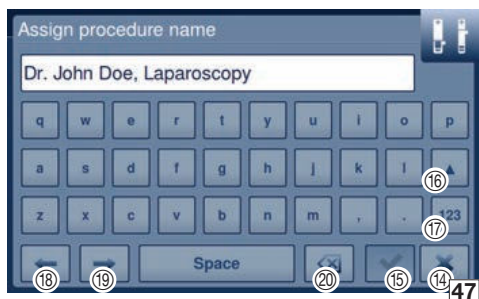 Assign procedure name
Dr. John Doe, Laparoscopy
q w e r t y u i o p
a s d f g h j k l ▲
⑯
z x c v b n m , . 123
⑰
← → Space
⑱ ⑲ ⑳ ⑮ ⑭ 47